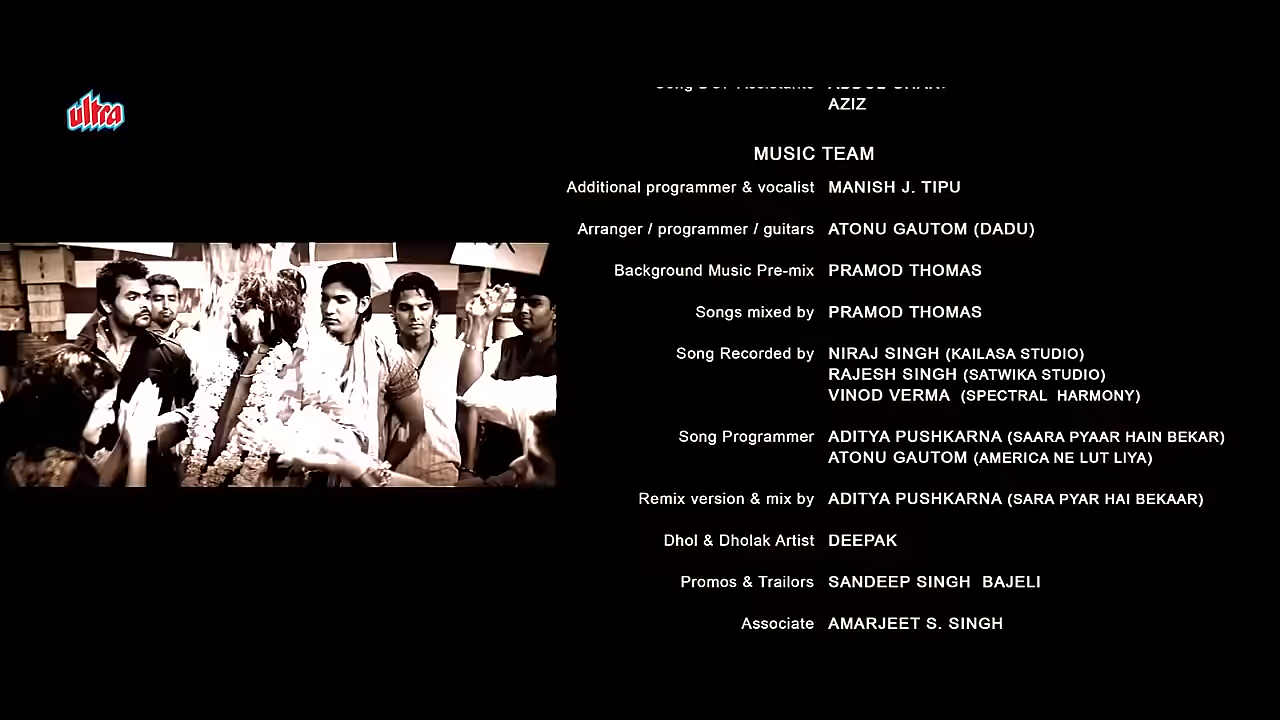 ultra
AZIZ
MUSIC TEAM
Additional programmer & vocalist MANISH J. TIPU
Arranger / programmer / guitars ATONU GAUTOM (DADU)
Background Music Pre-mix PRAMOD THOMAS
Songs mixed by PRAMOD THOMAS
Song Recorded by NIRAJ SINGH (KAILASA STUDIO)
RAJESH SINGH (SATWIKA STUDIO)
VINOD VERMA (SPECTRAL HARMONY)
Song Programmer ADITYA PUSHKARNA (SAARA PYAAR HAIN BEKAR)
ATONU GAUTOM (AMERICA NE LUT LIYA)
Remix version & mix by ADITYA PUSHKARNA (SARA PYAR HAI BEKAAR)
Dhol & Dholak Artist DEEPAK
Promos & Trailors SANDEEP SINGH BAJELI
Associate AMARJEET S. SINGH